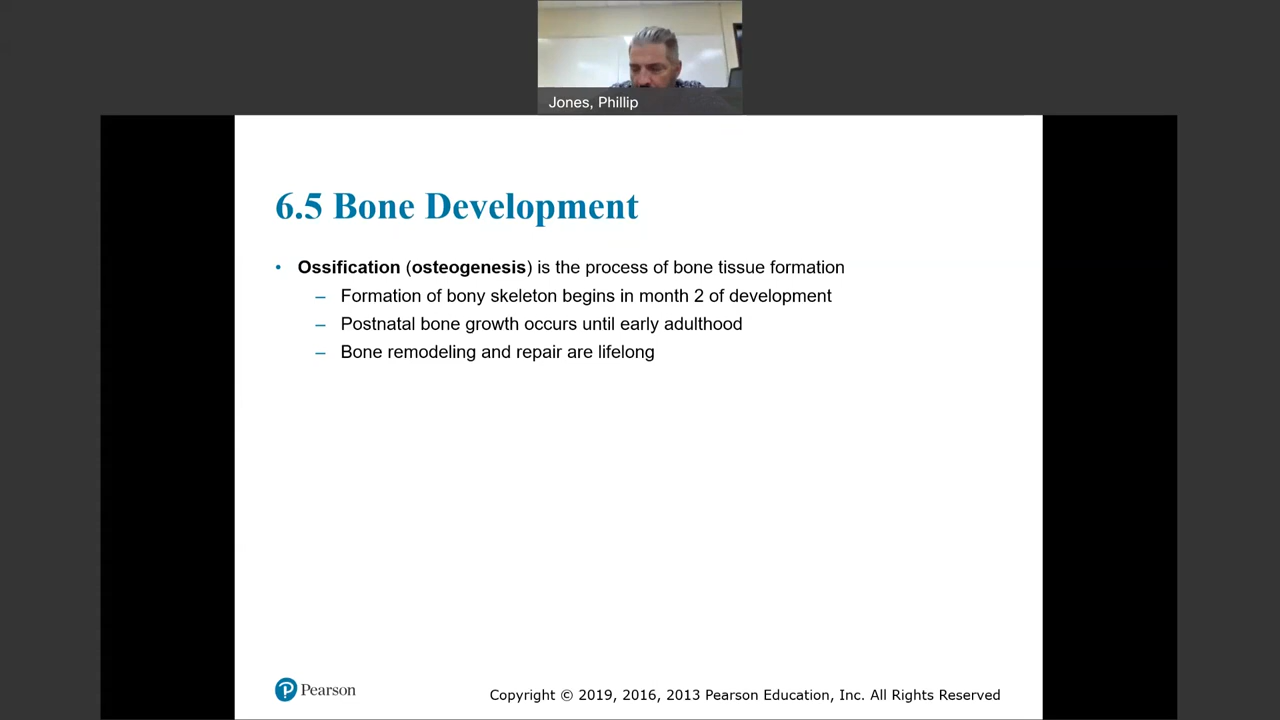 Jones, Phillip
6.5 Bone Development
• Ossification (osteogenesis) is the process of bone tissue formation
– Formation of bony skeleton begins in month 2 of development
– Postnatal bone growth occurs until early adulthood
– Bone remodeling and repair are lifelong
P Pearson
Copyright © 2019, 2016, 2013 Pearson Education, Inc. All Rights Reserved